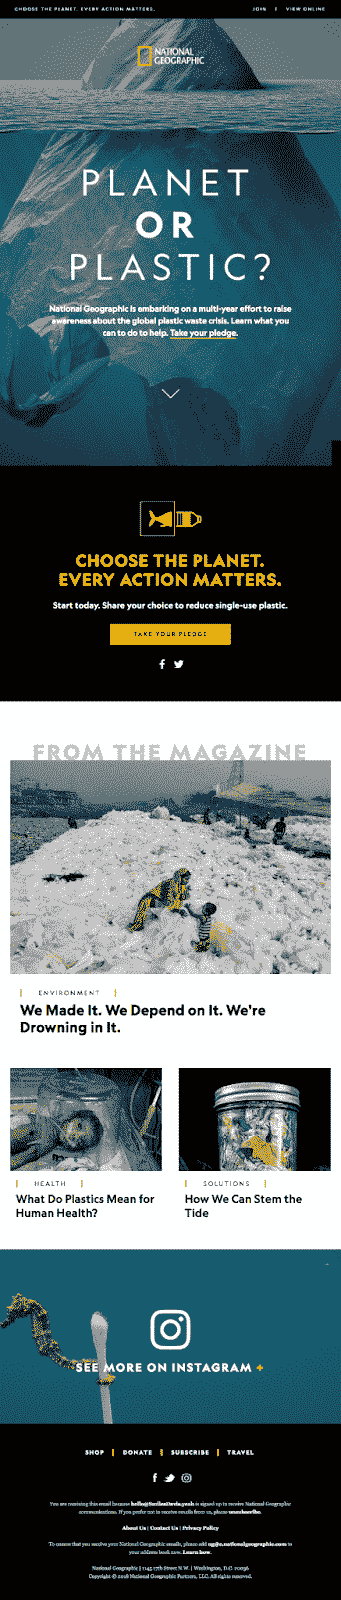 CHOOSE THE PLANET. EVERY ACTION MATTERS. JOIN | VIEW ONLINE
NATIONAL
GEOGRAPHIC
PLANET
OR
PLASTIC?
National Geographic is embarking on a multi-year effort to raise
awareness about the global plastic waste crisis. Learn what you
can to do to help. Take your pledge.
CHOOSE THE PLANET.
EVERY ACTION MATTERS.
Start today. Share your choice to reduce single-use plastic.
TAKE YOUR PLEDGE
FROM THE MAGAZINE
| ENVIRONMENT |
We Made It. We Depend on It. We're
Drowning in It.
| HEALTH |
What Do Plastics Mean for
Human Health?
| SOLUTIONS |
How We Can Stem the
Tide
SEE MORE ON INSTAGRAM +
SHOP | DONATE | SUBSCRIBE | TRAVEL
You are receiving this email because is signed up to receive National Geographic
communications. If you prefer not to receive emails from us, please unsubscribe.
About Us | Contact Us | Privacy Policy
To ensure that you receive your National Geographic emails, please add ng@e.nationalgeographic.com to
your address book now. Learn how.
National Geographic | 1145 17th Street N.W. | Washington, D.C. 20036
Copyright © 2018 National Geographic Partners, LLC. All rights reserved.